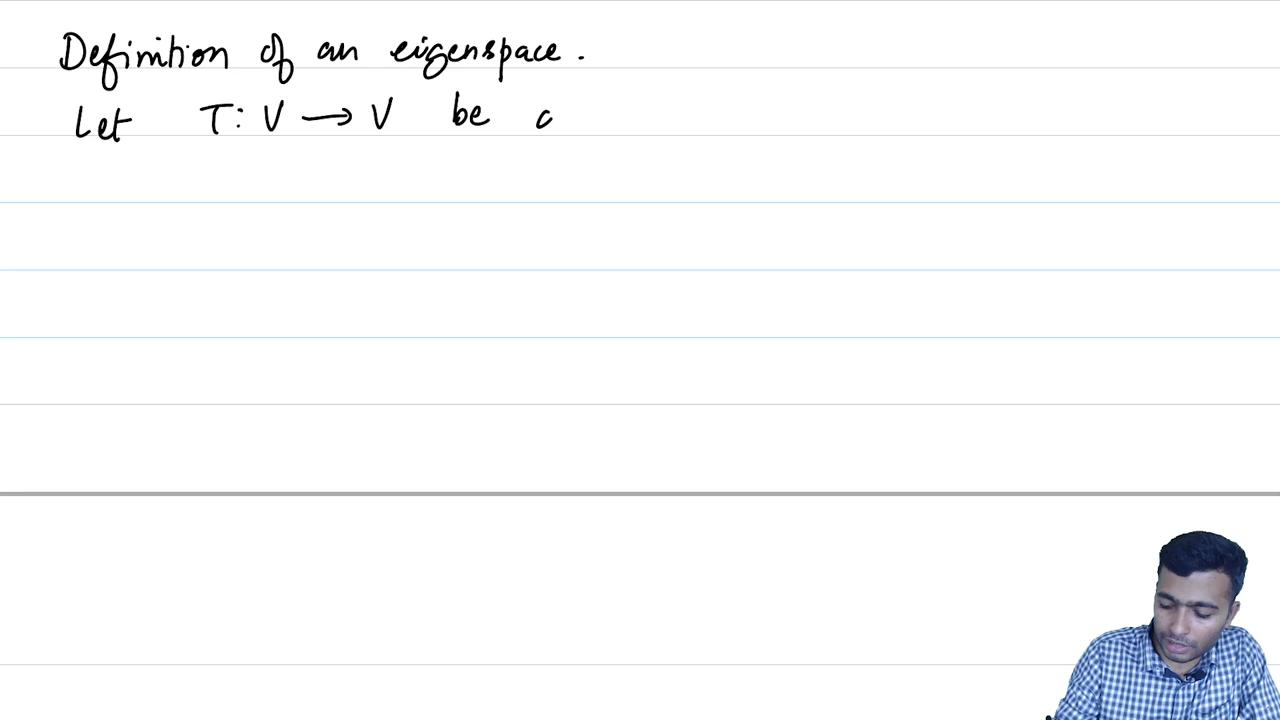 Definition of an eigenspace.
Let T: V → V be